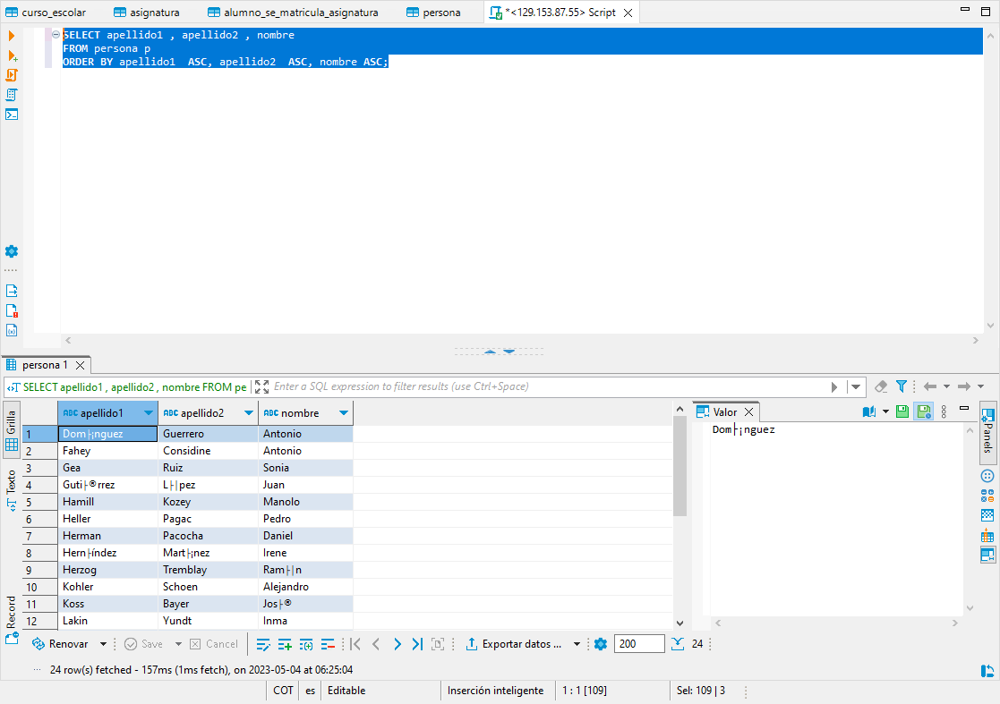 curso_escolar asignatura alumno_se_matricula_asignatura persona *<129.153.87.55> Script
SELECT apellido1 , apellido2 , nombre
FROM persona p
ORDER BY apellido1  ASC, apellido2  ASC, nombre ASC;
persona 1
SELECT apellido1 , apellido2 , nombre FROM pe Enter a SQL expression to filter results (use Ctrl+Space)
Grilla
Texto
Record
ABC apellido1 ABC apellido2 ABC nombre
1 Dom├¡nguez Guerrero Antonio
2 Fahey Considine Antonio
3 Gea Ruiz Sonia
4 Guti├®rrez L├│pez Juan
5 Hamill Kozey Manolo
6 Heller Pagac Pedro
7 Herman Pacocha Daniel
8 Hern├índez Mart├¡nez Irene
9 Herzog Tremblay Ram├│n
10 Kohler Schoen Alejandro
11 Koss Bayer Jos├®
12 Lakin Yundt Inma
Valor
Dom├¡nguez
Panels
Renovar Save Cancel Exportar datos ... 200 24
24 row(s) fetched - 157ms (1ms fetch), on 2023-05-04 at 06:25:04
COT es Editable Inserción inteligente 1 : 1 [109] Sel: 109 | 3